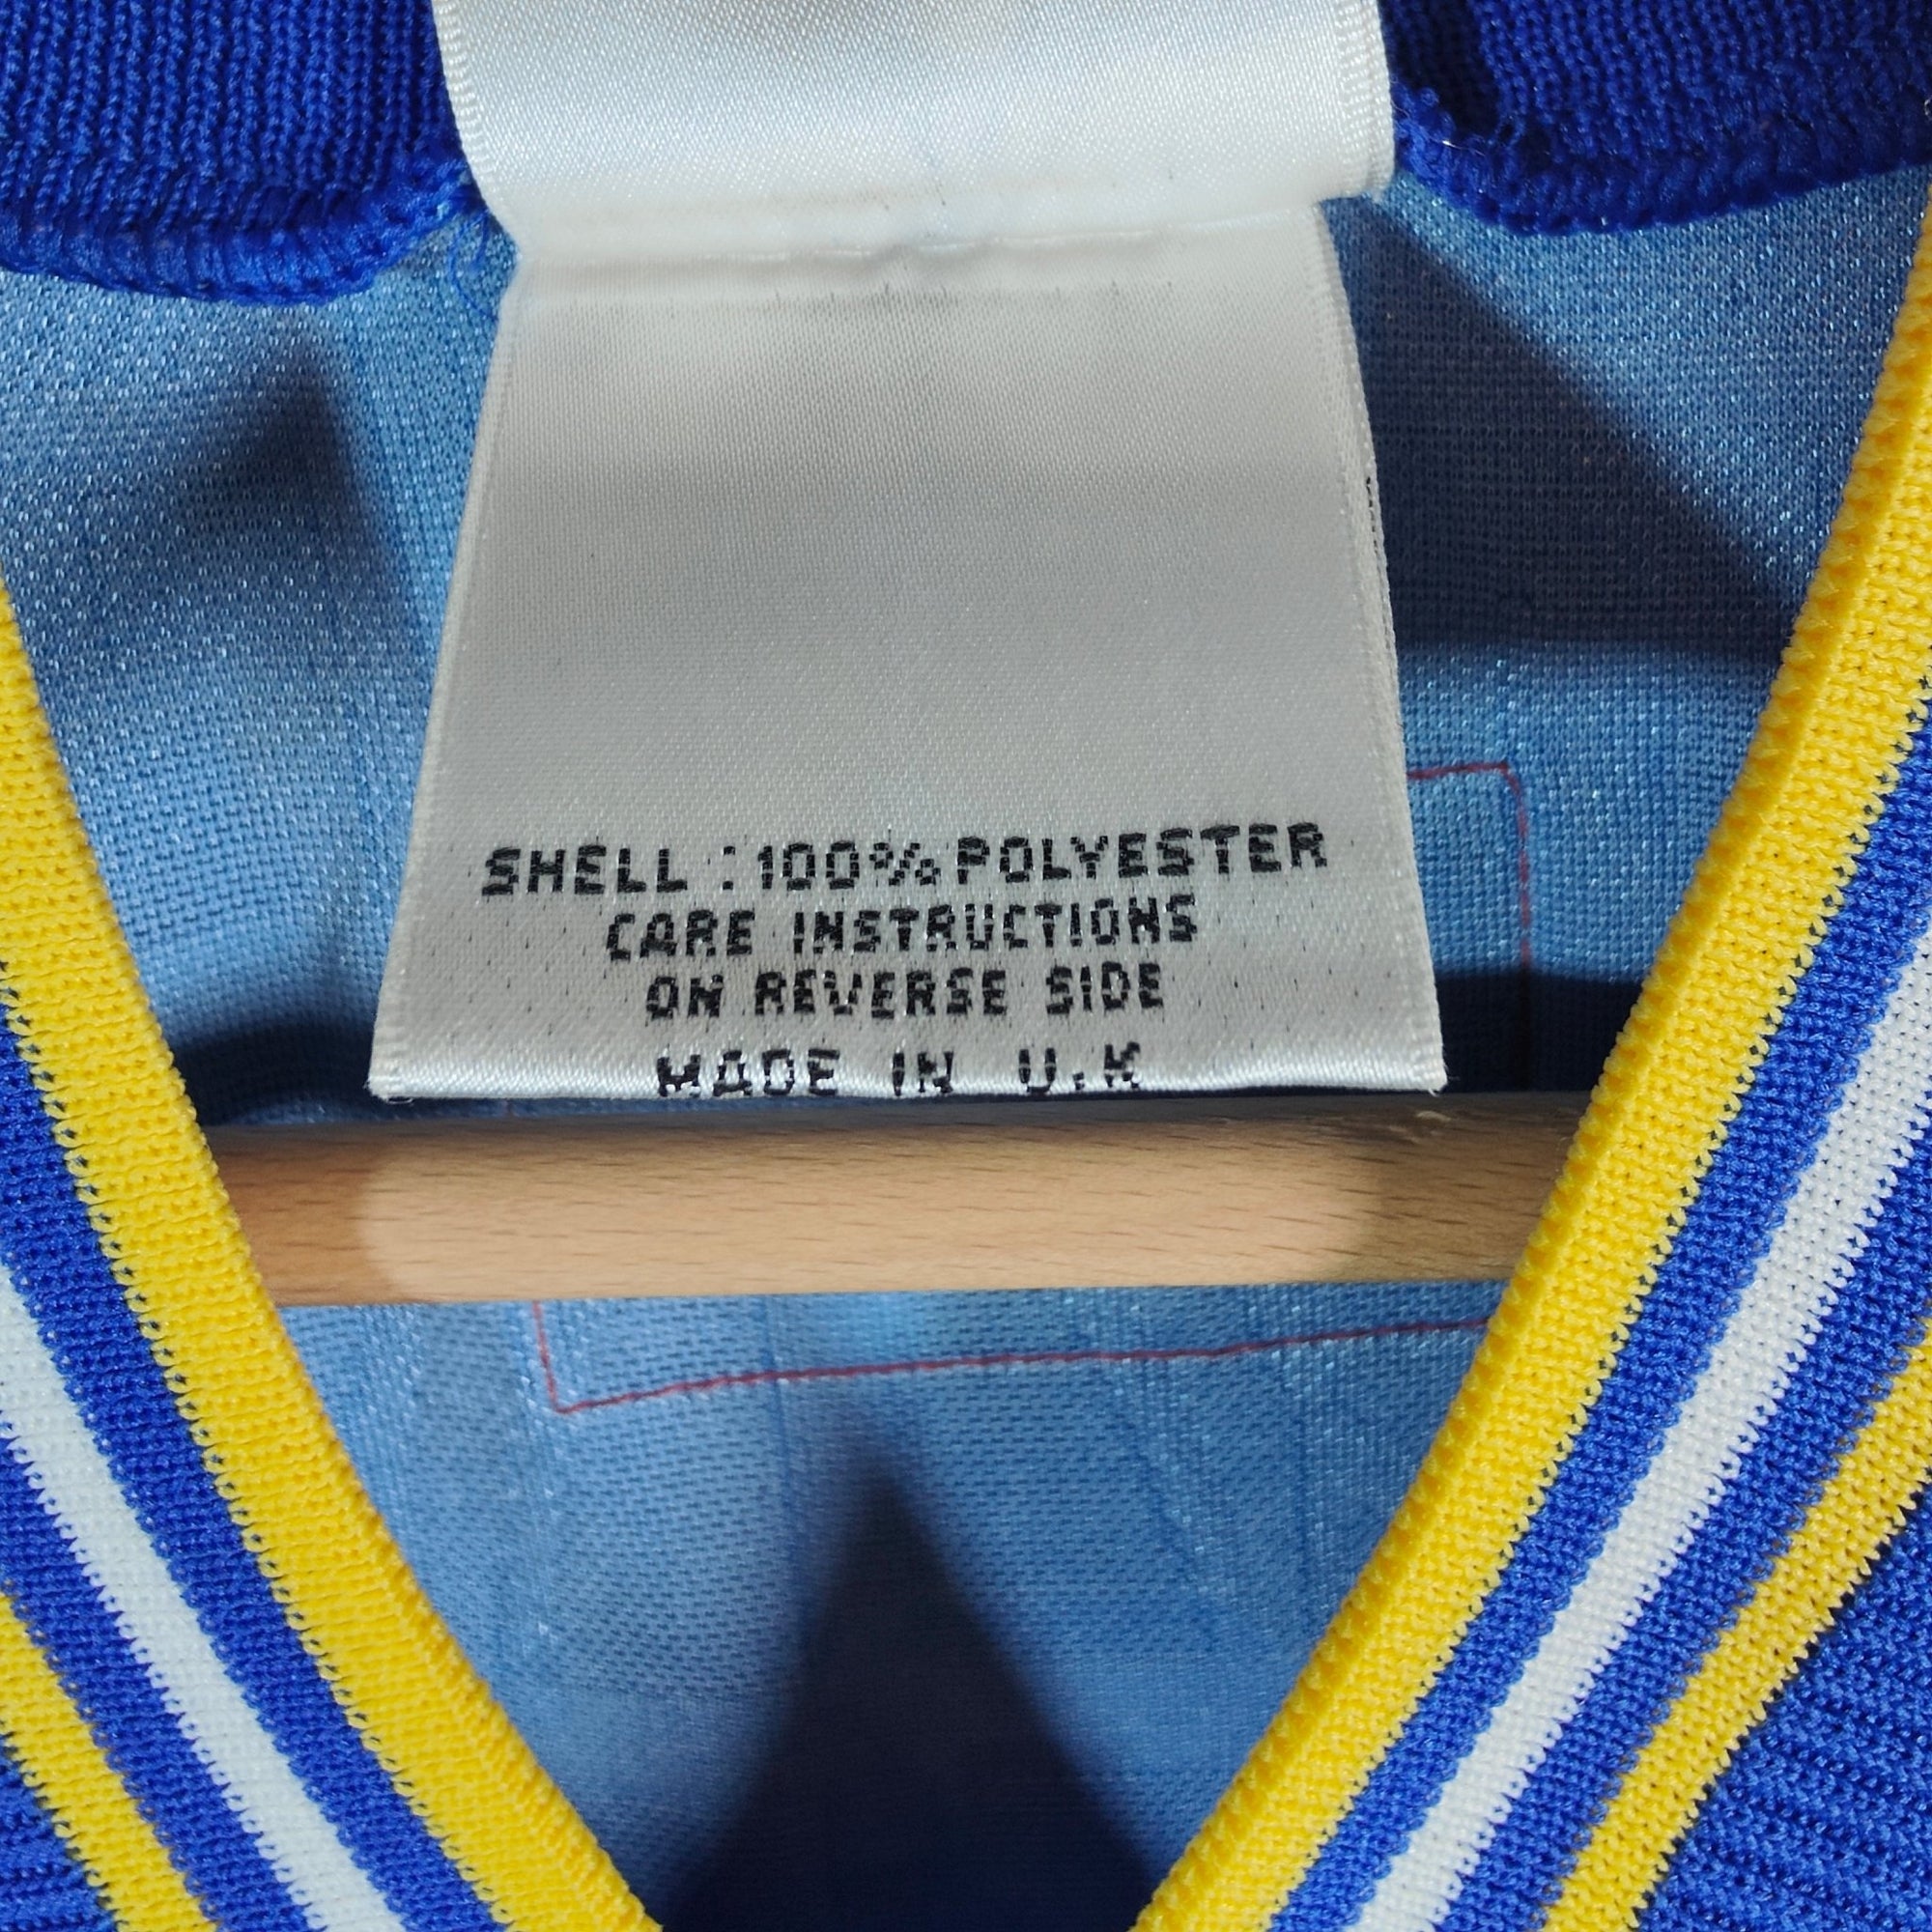 SHELL : 100% POLYESTER
CARE INSTRUCTIONS
ON REVERSE SIDE
MADE IN U.K